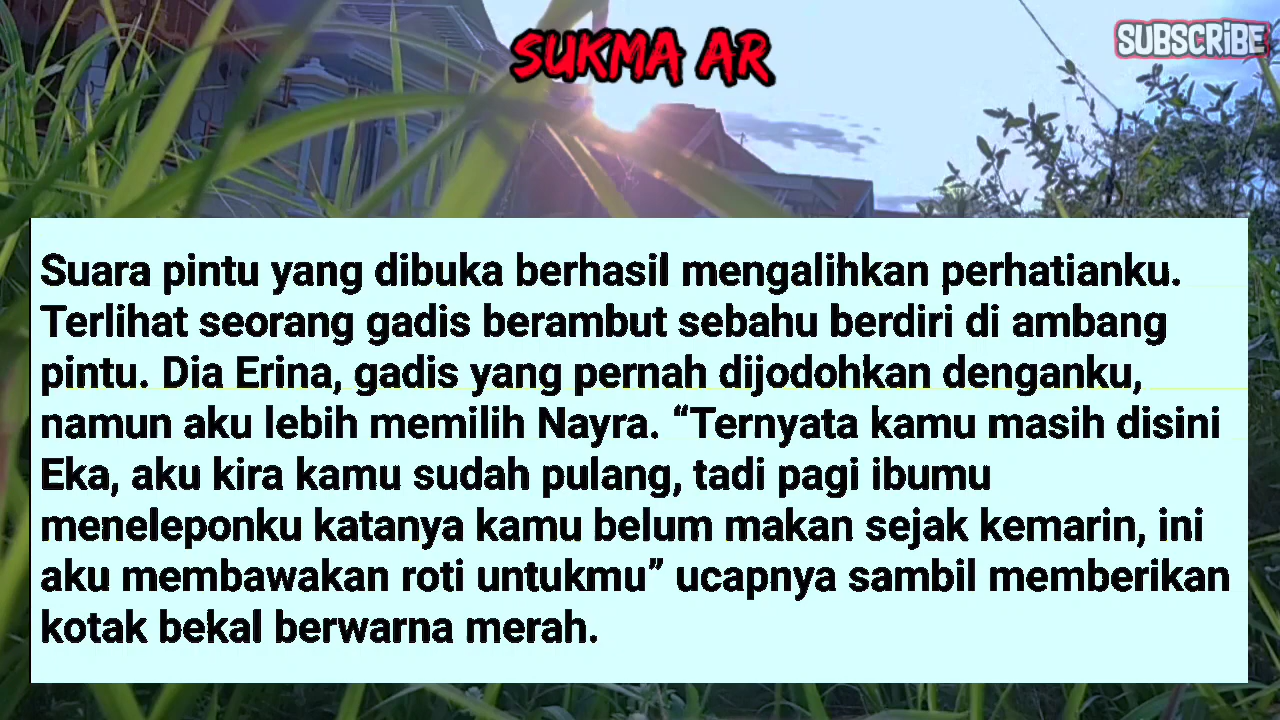 SUKMA AR
SUBSCRiBE
Suara pintu yang dibuka berhasil mengalihkan perhatianku.
Terlihat seorang gadis berambut sebahu berdiri di ambang
pintu. Dia Erina, gadis yang pernah dijodohkan denganku,
namun aku lebih memilih Nayra. “Ternyata kamu masih disini
Eka, aku kira kamu sudah pulang, tadi pagi ibumu
meneleponku katanya kamu belum makan sejak kemarin, ini
aku membawakan roti untukmu” ucapnya sambil memberikan
kotak bekal berwarna merah.